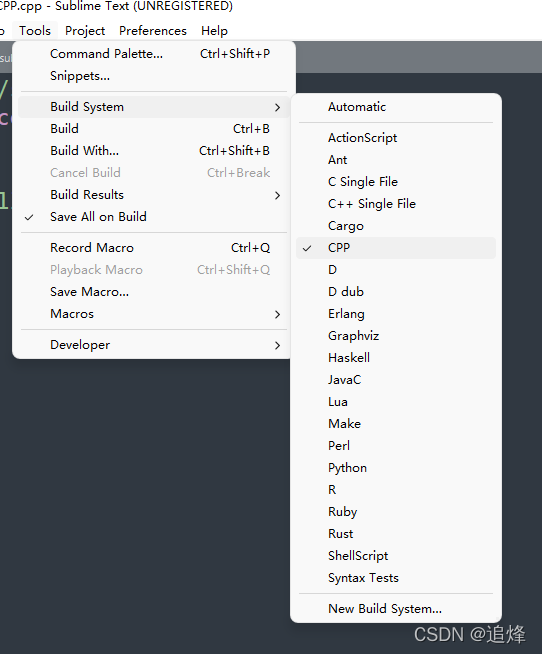 CPP.cpp - Sublime Text (UNREGISTERED)
Tools Project Preferences Help
Command Palette... Ctrl+Shift+P
Snippets...
Build System
Build Ctrl+B
Build With... Ctrl+Shift+B
Cancel Build Ctrl+Break
Build Results
Save All on Build
Record Macro Ctrl+Q
Playback Macro Ctrl+Shift+Q
Save Macro...
Macros
Developer
Automatic
ActionScript
Ant
C Single File
C++ Single File
Cargo
CPP
D
D dub
Erlang
Graphviz
Haskell
JavaC
Lua
Make
Perl
Python
R
Ruby
Rust
ShellScript
Syntax Tests
New Build System...
CSDN @追烽